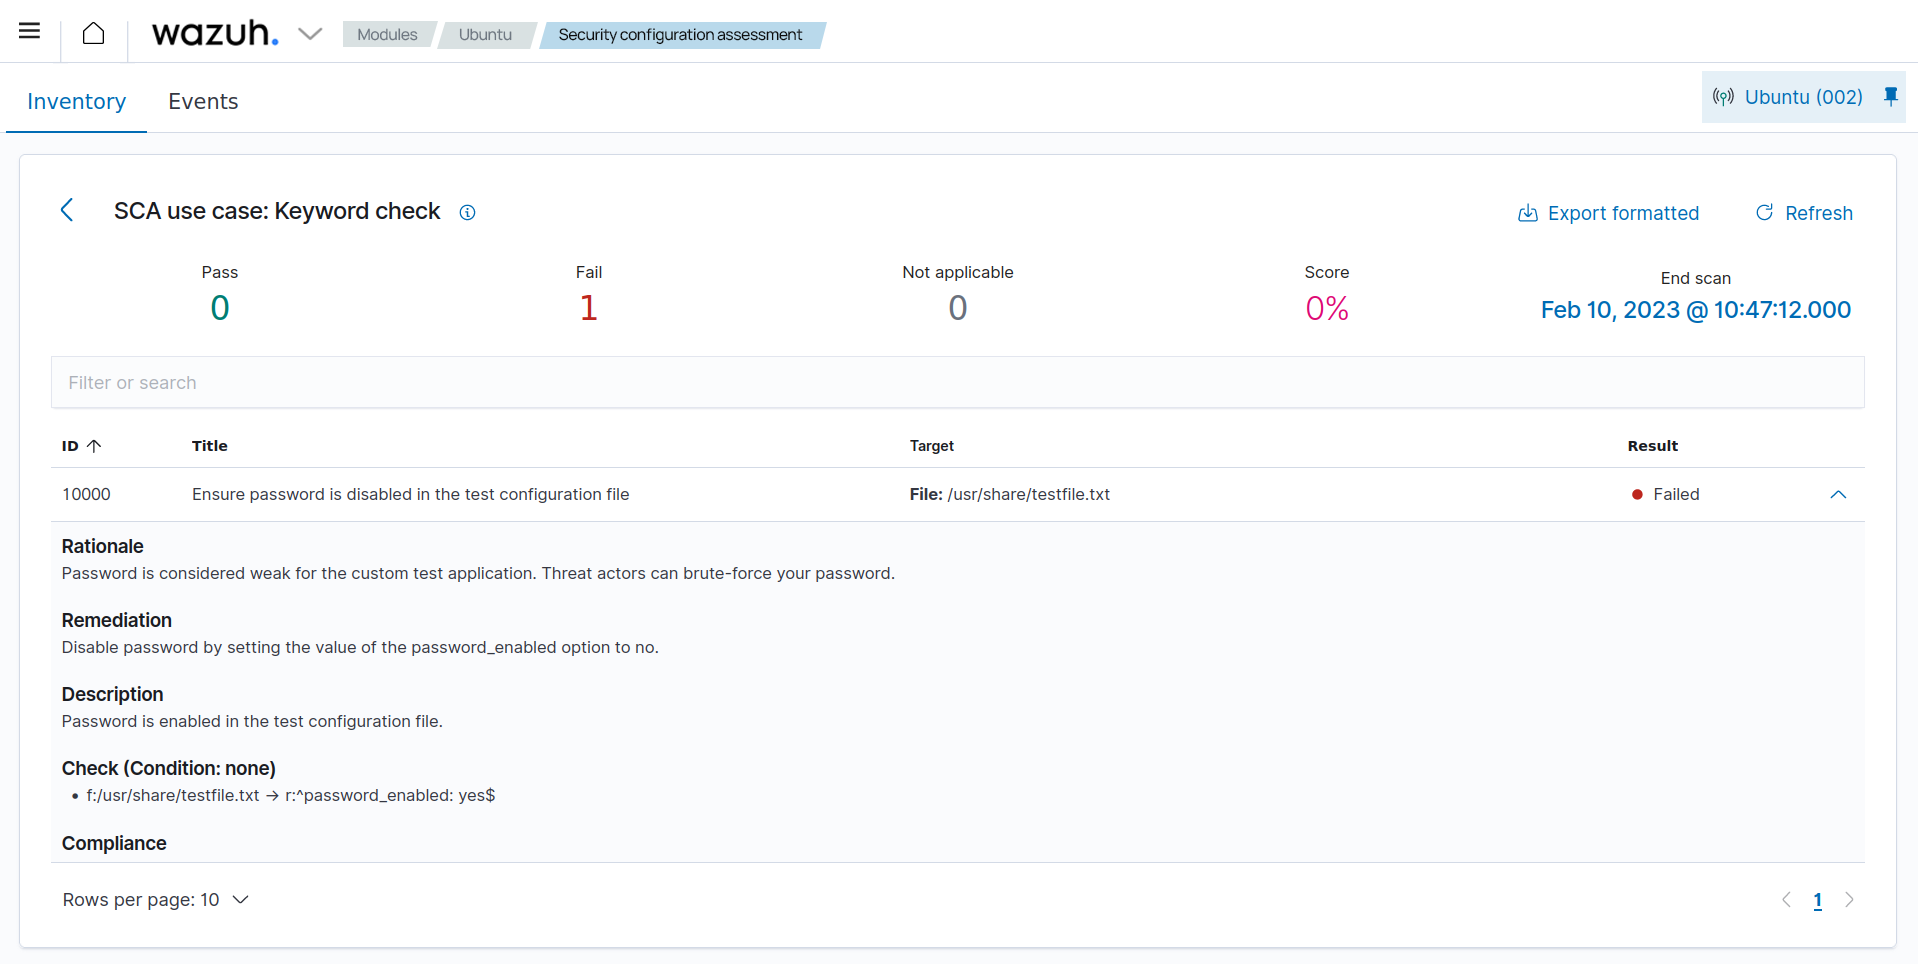 wazuh.
Modules
Ubuntu
Security configuration assessment
Inventory
Events
Ubuntu (002)
SCA use case: Keyword check
Export formatted
Refresh
Pass
0
Fail
1
Not applicable
0
Score
0%
End scan
Feb 10, 2023 @ 10:47:12.000
Filter or search
ID ↑ Title Target Result
10000 Ensure password is disabled in the test configuration file File: /usr/share/testfile.txt Failed
Rationale
Password is considered weak for the custom test application. Threat actors can brute-force your password.
Remediation
Disable password by setting the value of the password_enabled option to no.
Description
Password is enabled in the test configuration file.
Check (Condition: none)
• f:/usr/share/testfile.txt → r:^password_enabled: yes$
Compliance
Rows per page: 10
1